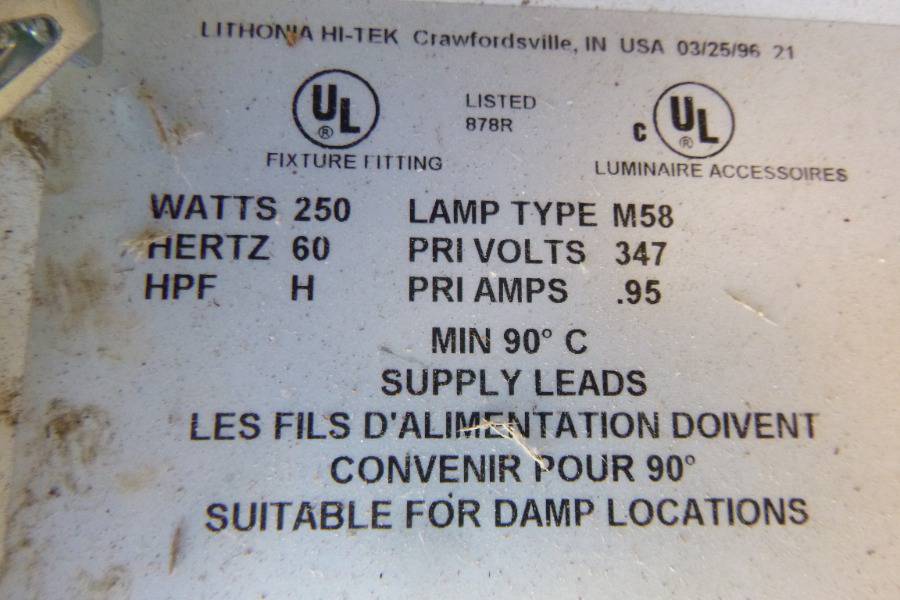 LITHONIA HI-TEK Crawfordsville, IN USA 03/25/96 21
UL ® LISTED 878R c UL ®
FIXTURE FITTING LUMINAIRE ACCESSOIRES
WATTS 250 LAMP TYPE M58
HERTZ 60 PRI VOLTS 347
HPF H PRI AMPS .95
MIN 90° C
SUPPLY LEADS
LES FILS D'ALIMENTATION DOIVENT
CONVENIR POUR 90°
SUITABLE FOR DAMP LOCATIONS